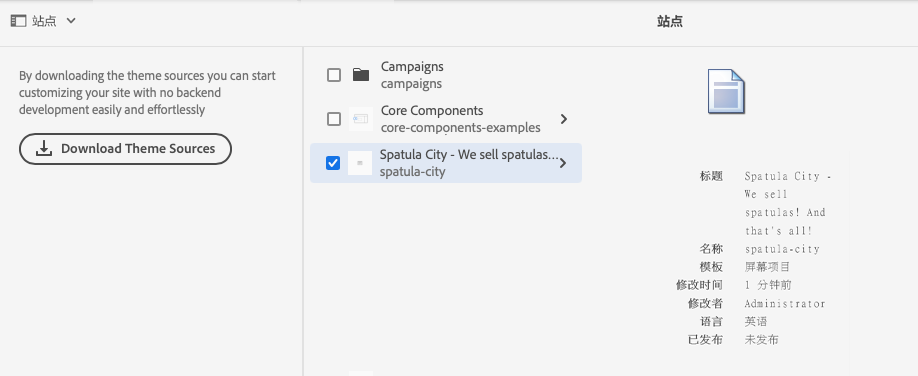 站点
站点
By downloading the theme sources you can start
customizing your site with no backend
development easily and effortlessly
Download Theme Sources
Campaigns
campaigns
Core Components
core-components-examples
Spatula City - We sell spatulas...
spatula-city
标题 Spatula City -
We sell
spatulas! And
that's all!
名称 spatula-city
模板 屏幕项目
修改时间 1 分钟前
修改者 Administrator
语言 英语
已发布 未发布